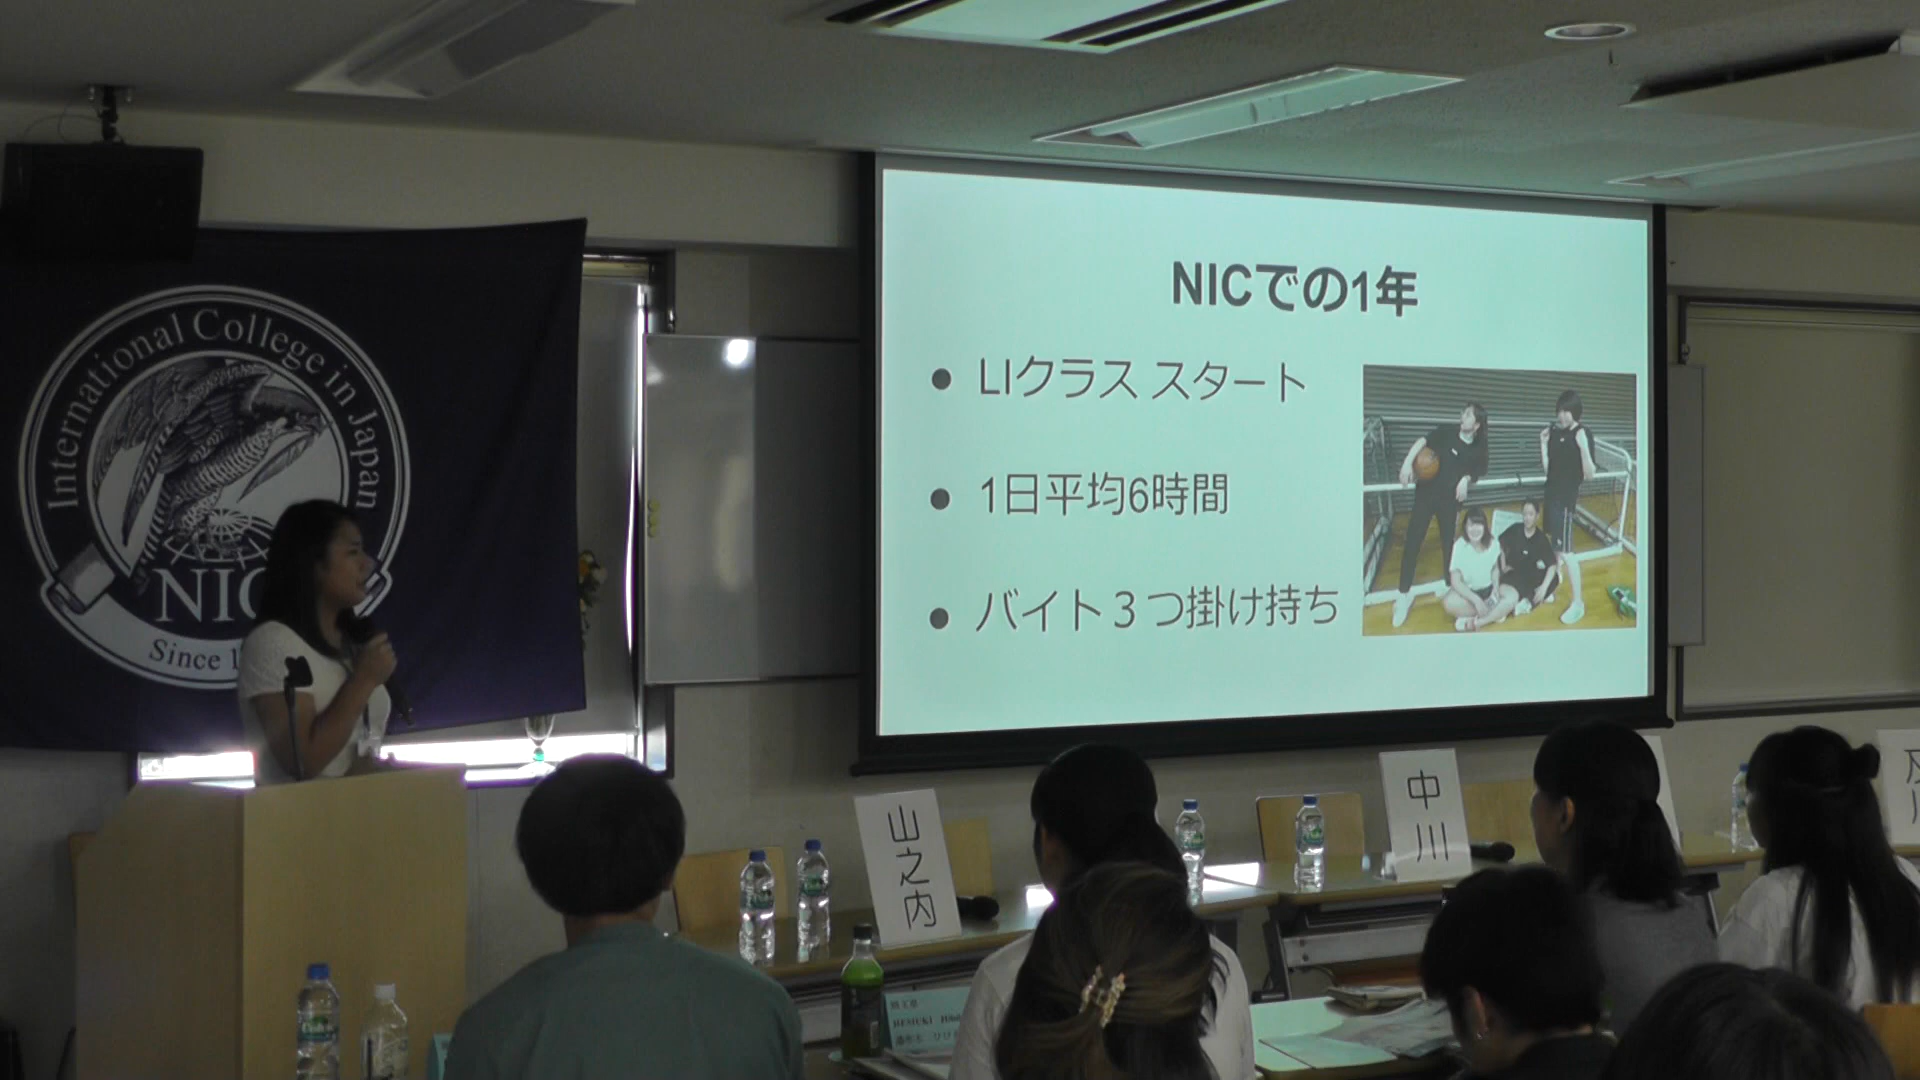 International College in Japan
NIC
Since
NICでの1年
● LIクラス スタート
● 1日平均6時間
● バイト3つ掛け持ち
山之内
中川